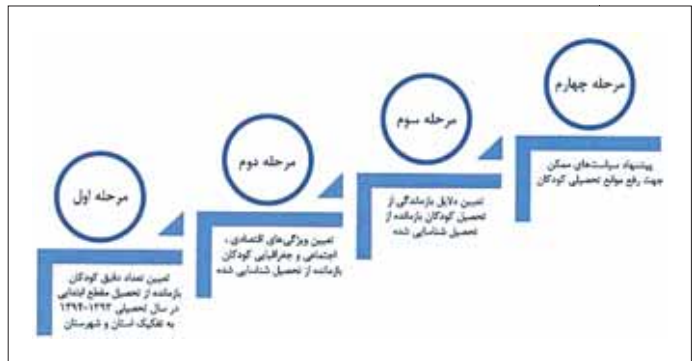 مرحله اول
تعیین تعداد دقیق کودکان
بازمانده از تحصیل مقطع ابتدایی
در سال تحصیلی ۱۳۹۳-۱۳۹۴
به تفکیک استان و شهرستان
مرحله دوم
تعیین ویژگی‌های اقتصادی،
اجتماعی و جغرافیایی کودکان
بازمانده از تحصیل شناسایی شده
مرحله سوم
تعیین دلایل بازماندگی از
تحصیل کودکان بازمانده از
تحصیل شناسایی شده
مرحله چهارم
پیشنهاد سیاست‌های ممکن
جهت رفع موانع تحصیلی کودکان